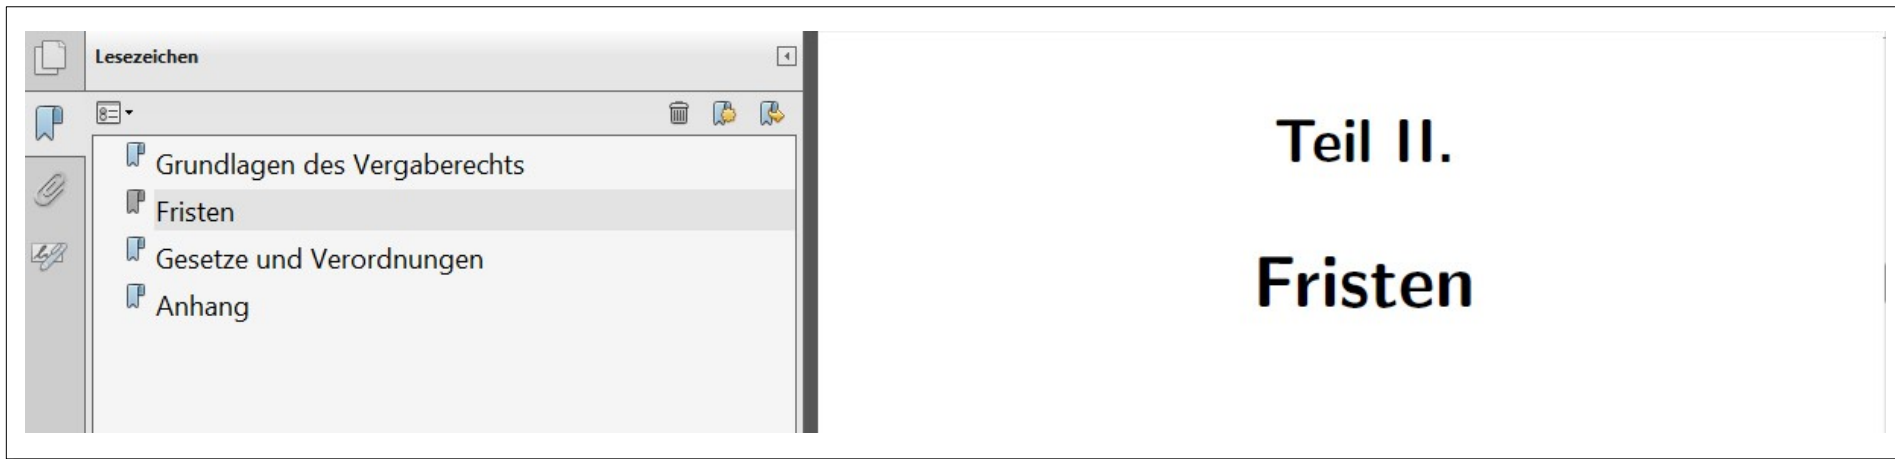 Lesezeichen
Grundlagen des Vergaberechts
Fristen
Gesetze und Verordnungen
Anhang
Teil II.
Fristen